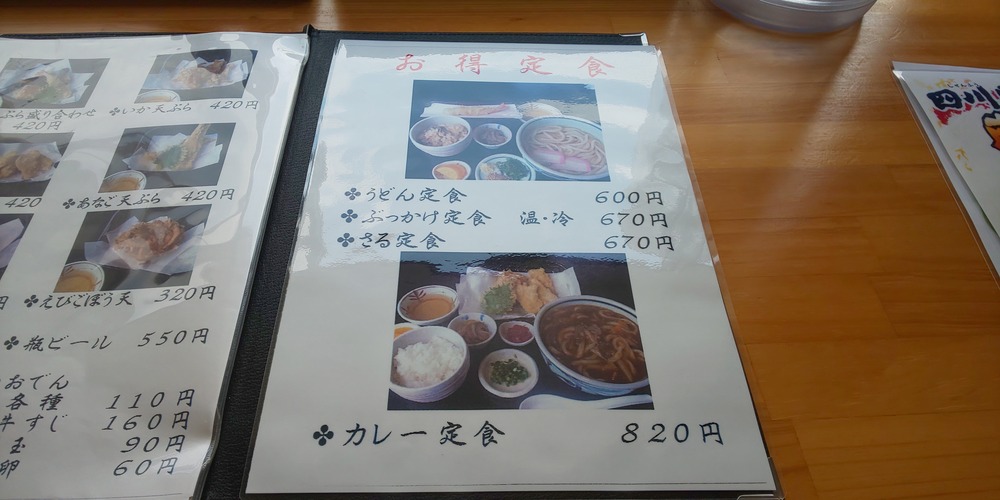 ぷら盛り合わせ
420円
✤いか天ぷら 420円
420
✤あなご天ぷら 420円
円
✤えびごぼう天 320円
✤瓶ビール 550円
おでん
各種 110円
牛すじ 160円
玉 90円
卵 60円
お得定食
✤うどん定食 600円
✤ぶっかけ定食 温・冷 670円
✤ざる定食 670円
✤カレー定食 820円
四川